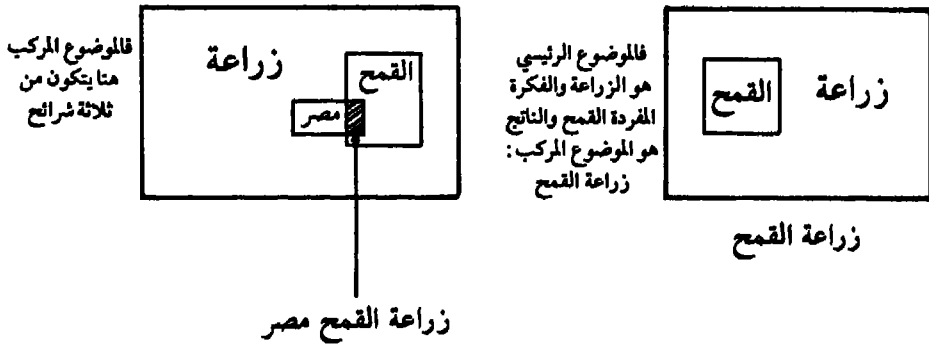 فالموضوع الرئيسي
هو الزراعة والفكرة
المفردة القمح والناتج
هو الموضوع المركب :
زراعة القمح
زراعة
القمح
زراعة القمح
فالموضوع المركب
هنا يتكون من
ثلاثة شرائح
زراعة
القمح
مصر
زراعة القمح مصر